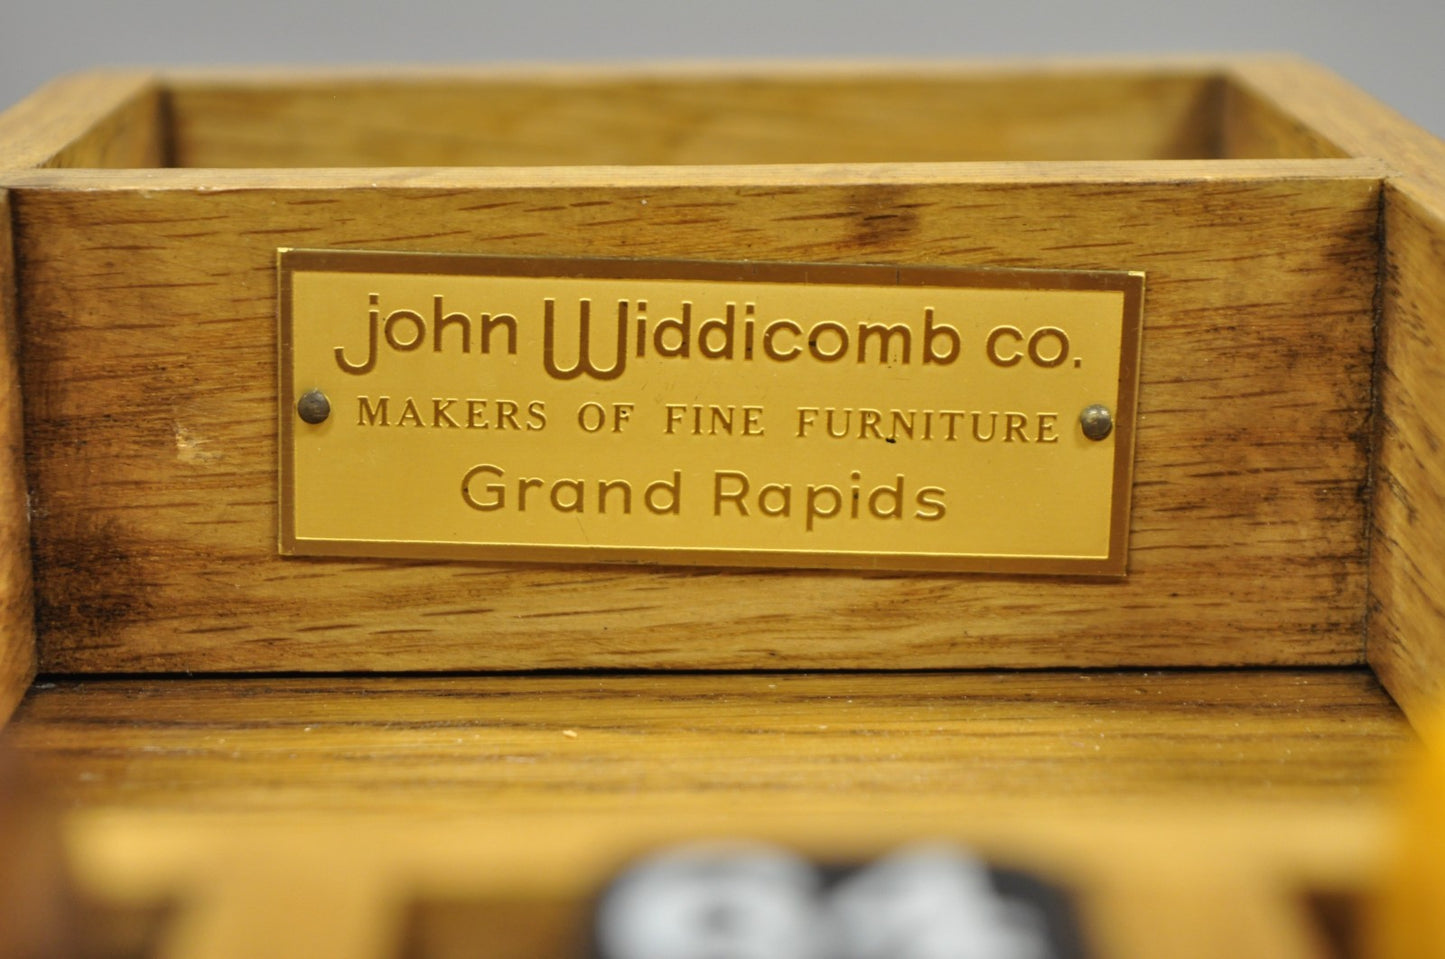 john Widdicomb co.
MAKERS OF FINE FURNITURE
Grand Rapids